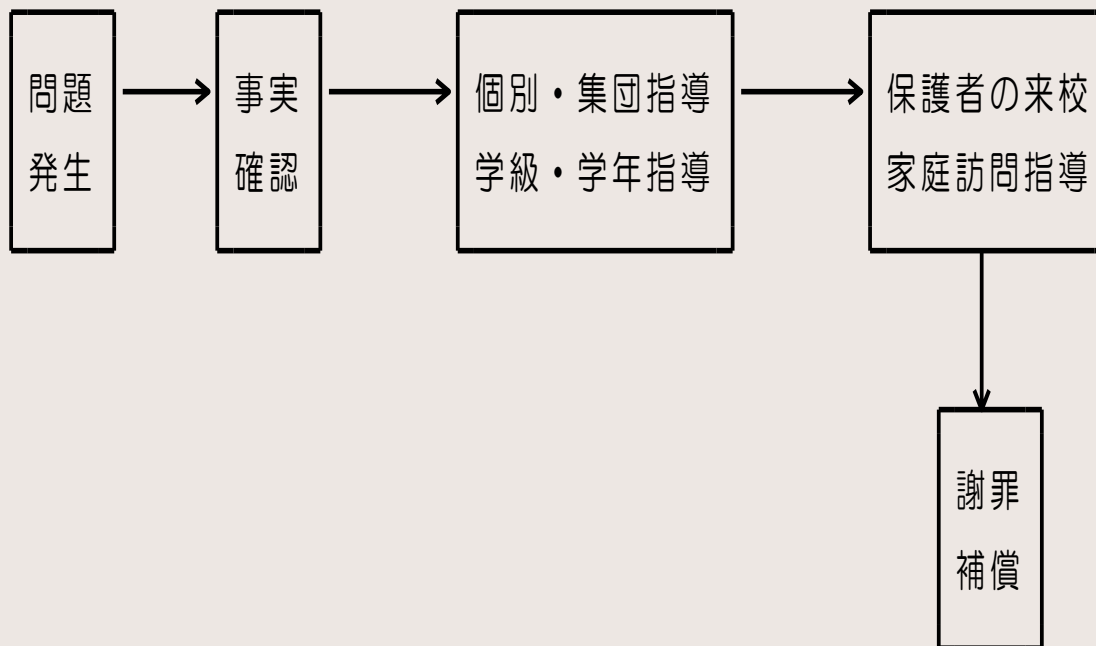 問題
発生
事実
確認
個別・集団指導
学級・学年指導
保護者の来校
家庭訪問指導
謝罪
補償